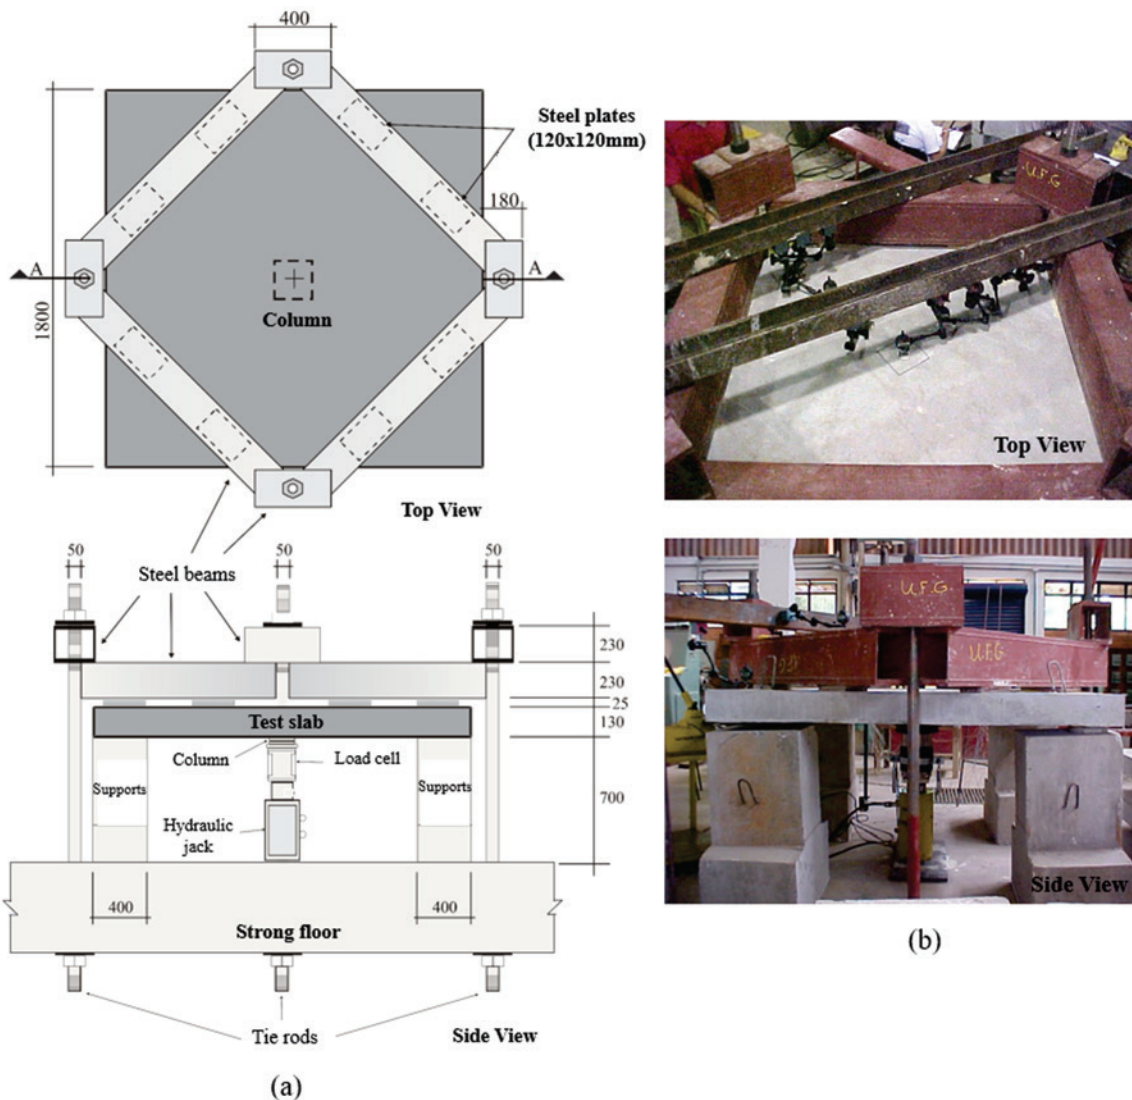 400
Steel plates
(120x120mm)
180
A
A
1800
Column
Top View
50
50
50
Steel beams
230
230
25
130
700
Test slab
Column
Load cell
Supports
Supports
Hydraulic
jack
400
400
Strong floor
Tie rods
Side View
(a)
U.F.G
Top View
U.F.G.
U.F.G
Side View
(b)